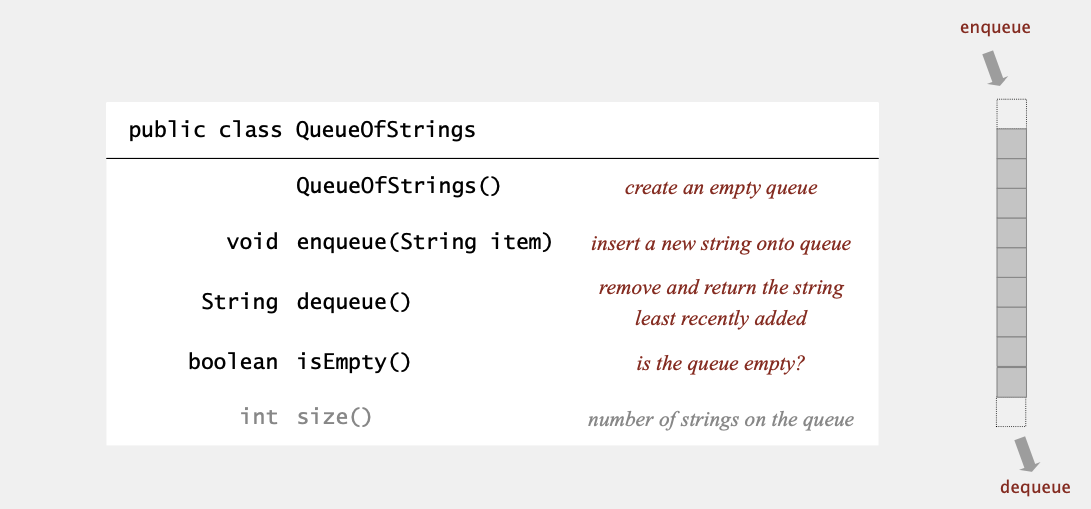 enqueue
public class QueueOfStrings
QueueOfStrings() create an empty queue
void enqueue(String item) insert a new string onto queue
String dequeue() remove and return the string
least recently added
boolean isEmpty() is the queue empty?
int size() number of strings on the queue
dequeue